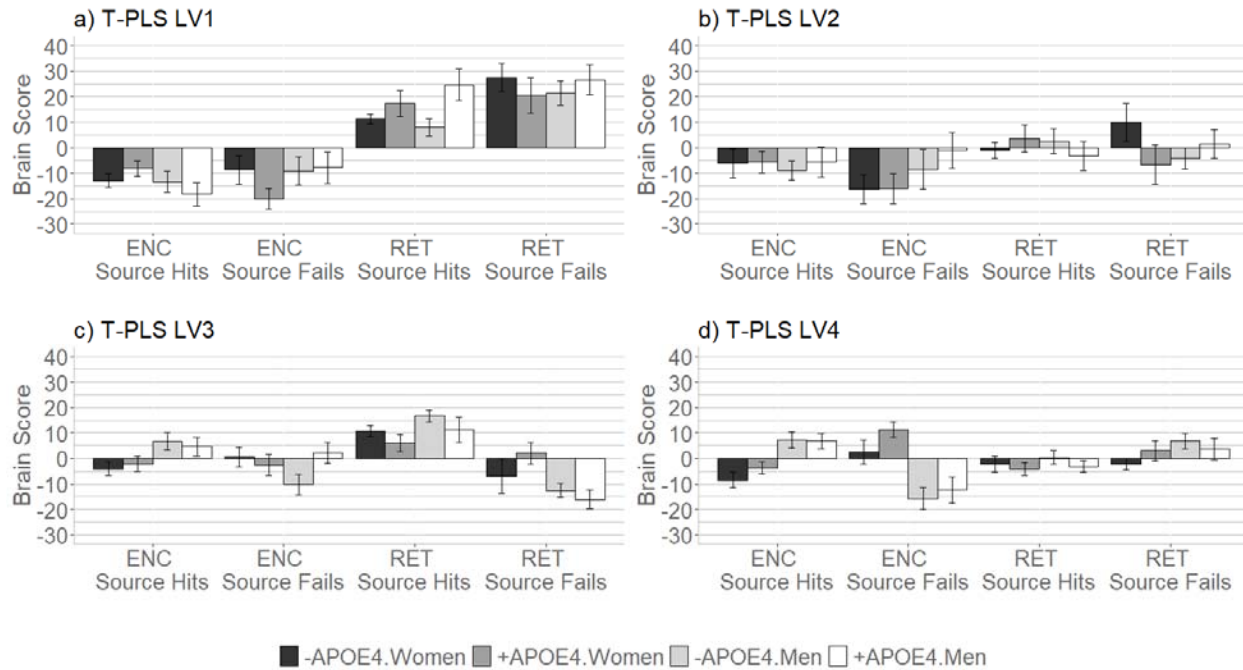 a) T-PLS LV1
40
30
20
10
0
-10
-20
-30
Brain Score
ENC
Source Hits
ENC
Source Fails
RET
Source Hits
RET
Source Fails
b) T-PLS LV2
40
30
20
10
0
-10
-20
-30
Brain Score
ENC
Source Hits
ENC
Source Fails
RET
Source Hits
RET
Source Fails
c) T-PLS LV3
40
30
20
10
0
-10
-20
-30
Brain Score
ENC
Source Hits
ENC
Source Fails
RET
Source Hits
RET
Source Fails
d) T-PLS LV4
40
30
20
10
0
-10
-20
-30
Brain Score
ENC
Source Hits
ENC
Source Fails
RET
Source Hits
RET
Source Fails
-APOE4.Women +APOE4.Women -APOE4.Men +APOE4.Men